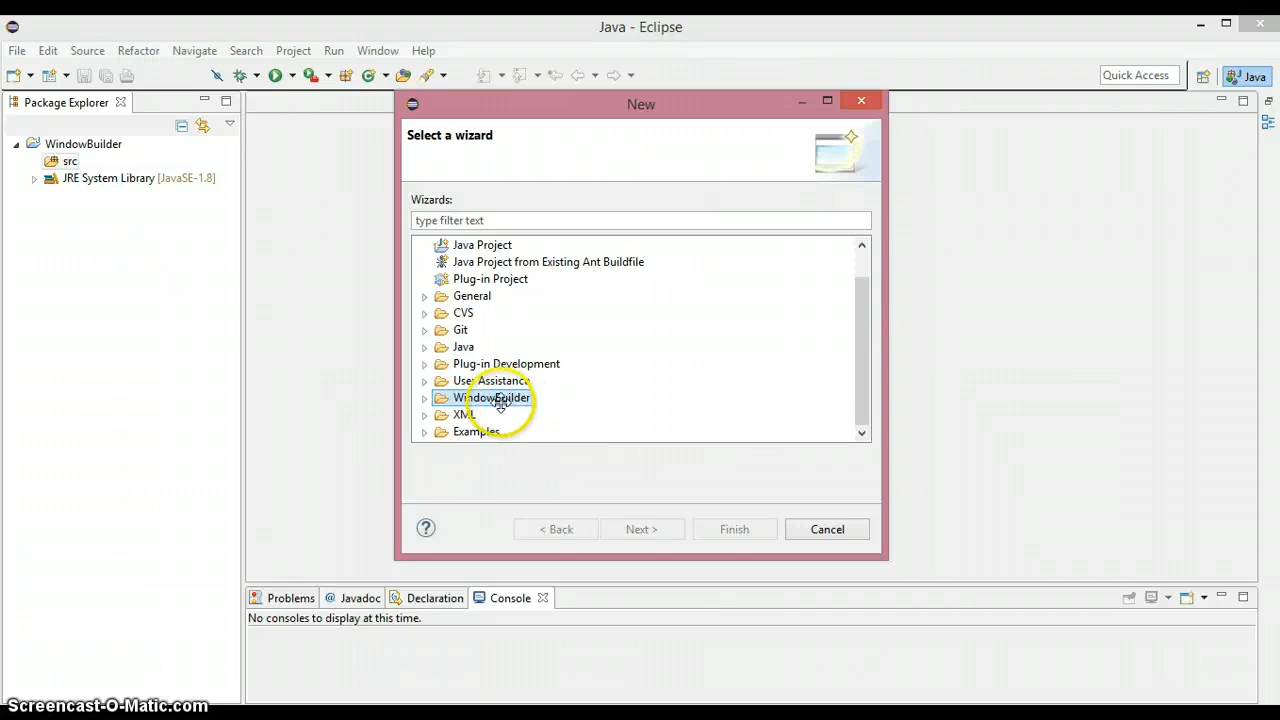 Java - Eclipse
File Edit Source Refactor Navigate Search Project Run Window Help
Quick Access Java
Package Explorer
WindowBuilder
src
JRE System Library [JavaSE-1.8]
New
Select a wizard
Wizards:
type filter text
Java Project
Java Project from Existing Ant Buildfile
Plug-in Project
General
CVS
Git
Java
Plug-in Development
User Assistance
WindowBuilder
XML
Examples
?
< Back Next > Finish Cancel
Problems @ Javadoc Declaration Console
No consoles to display at this time.
Screencast-O-Matic.com